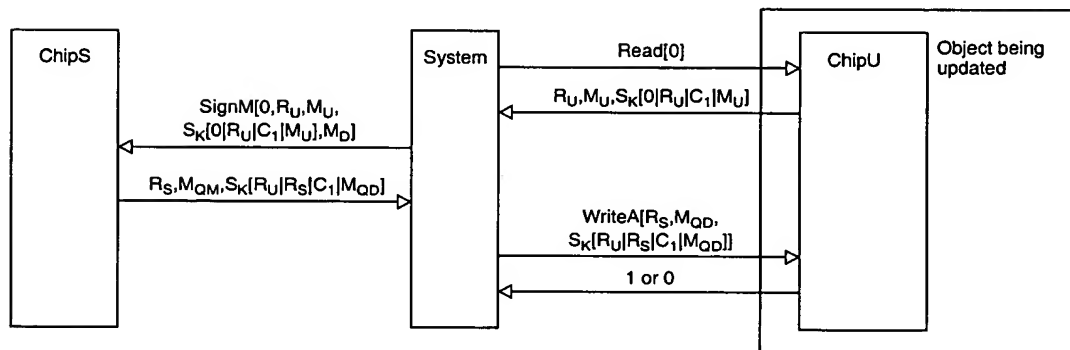 ChipS
System
ChipU
Object being
updated
Read[0]
R_U,M_U,S_K[0|R_U|C_1|M_U]
SignM[0,R_U,M_U,
S_K[0|R_U|C_1|M_U],M_D]
R_S,M_QM,S_K[R_U|R_S|C_1|M_QD]
WriteA[R_S,M_QD,
S_K[R_U|R_S|C_1|M_QD]]
1 or 0